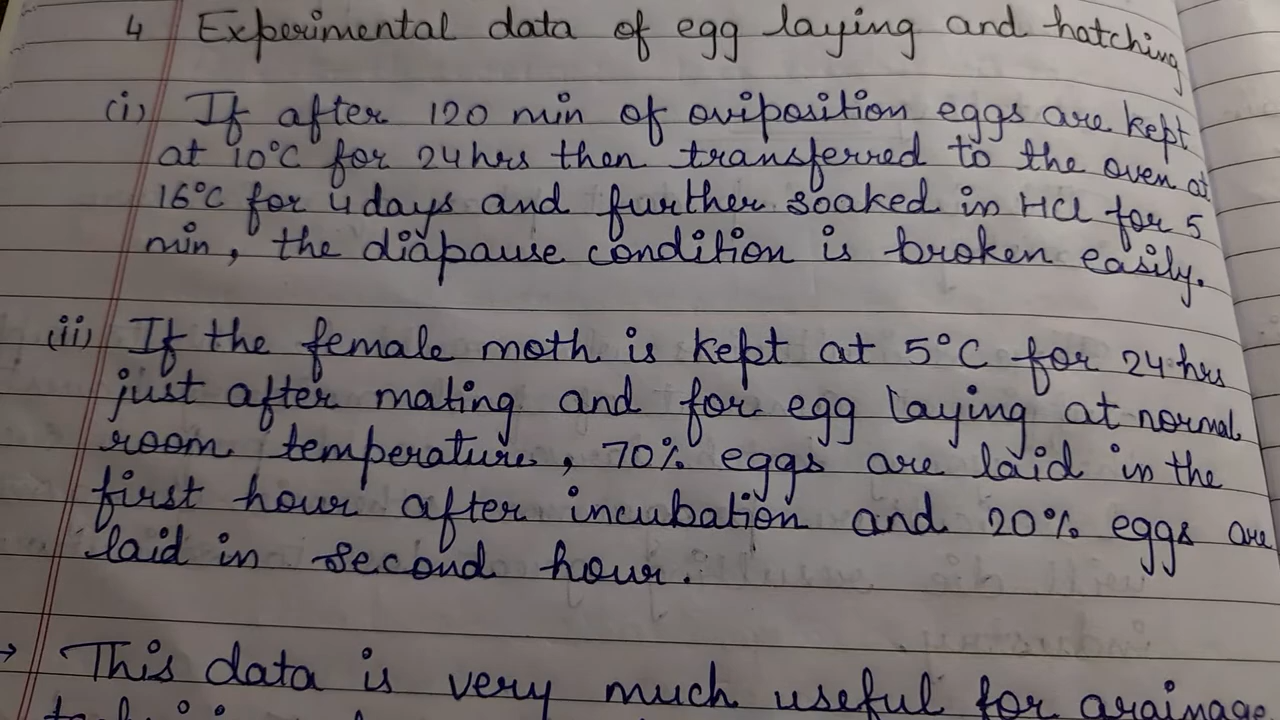 4 Experimental data of egg laying and hatching
(i) If after 120 min of oviposition eggs are kept
at 10°C for 24hrs then transferred to the oven at
16°C for 4days and further soaked in HCl for 5
min, the diapause condition is broken easily.
(ii) If the female moth is kept at 5°C for 24 hrs
just after mating and for egg laying at normal
room temperature, 70% eggs are laid in the
first hour after incubation and 20% eggs are
laid in second hour.
→ This data is very much useful for arainage